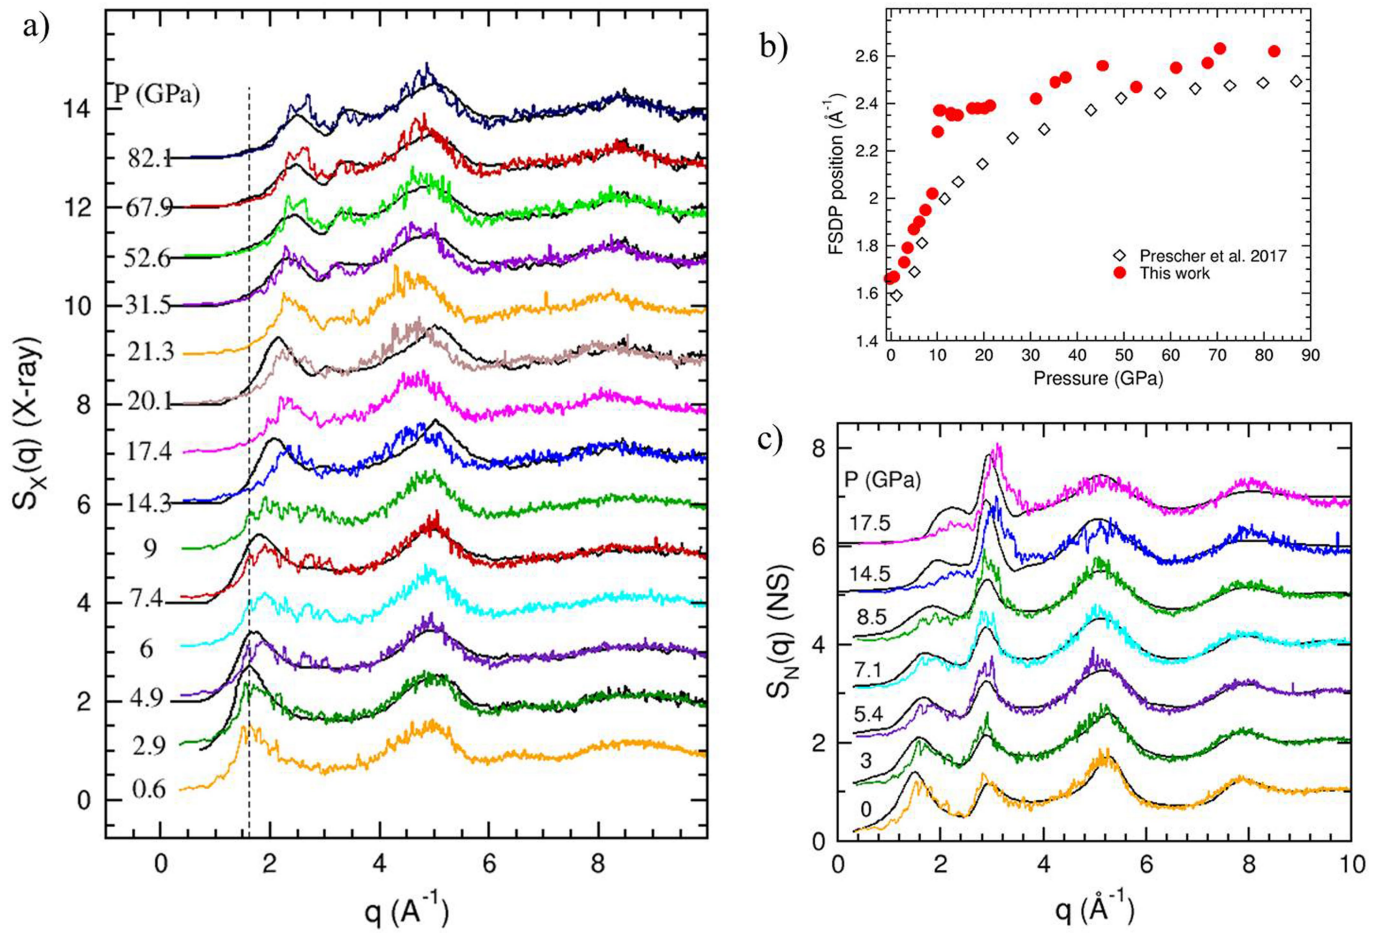 a)
P (GPa)
14
82.1
12
67.9
52.6
10
31.5
21.3
8
20.1
17.4
6
14.3
9
4
7.4
6
2
4.9
2.9
0
0.6
S_X(q) (X-ray)
0 2 4 6 8
q (A⁻¹)
b)
2.6
2.4
2.2
2
1.8
1.6
1.4
FSDP position (Å⁻¹)
Prescher et al. 2017
This work
0 10 20 30 40 50 60 70 80 90
Pressure (GPa)
c)
8
6
4
2
0
S_N(q) (NS)
P (GPa)
17.5
14.5
8.5
7.1
5.4
3
0
0 2 4 6 8 10
q (Å⁻¹)